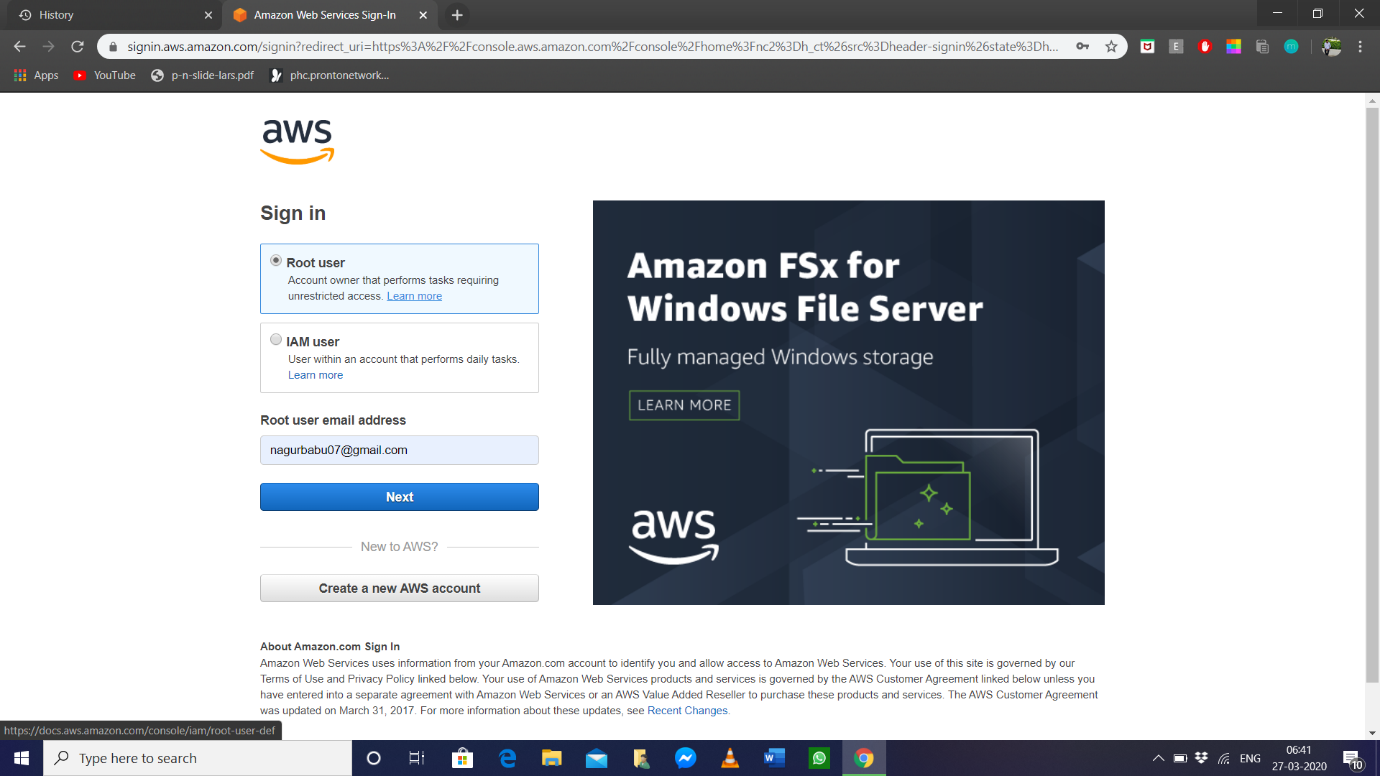 History
Amazon Web Services Sign-In
signin.aws.amazon.com/signin?redirect_uri=https%3A%2F%2Fconsole.aws.amazon.com%2Fconsole%2Fhome%3Fnc2%3Dh_ct%26src%3Dheader-signin%26state%3Dh...
E
m
Apps
YouTube
p-n-slide-lars.pdf
phc.prontonetwork...
aws
Sign in
Root user
Account owner that performs tasks requiring
unrestricted access. Learn more
IAM user
User within an account that performs daily tasks.
Learn more
Root user email address
nagurbabu07@gmail.com
Next
New to AWS?
Create a new AWS account
Amazon FSx for
Windows File Server
Fully managed Windows storage
LEARN MORE
aws
About Amazon.com Sign In
Amazon Web Services uses information from your Amazon.com account to identify you and allow access to Amazon Web Services. Your use of this site is governed by our
Terms of Use and Privacy Policy linked below. Your use of Amazon Web Services products and services is governed by the AWS Customer Agreement linked below unless you
have entered into a separate agreement with Amazon Web Services or an AWS Value Added Reseller to purchase these products and services. The AWS Customer Agreement
was updated on March 31, 2017. For more information about these updates, see Recent Changes.
https://docs.aws.amazon.com/console/iam/root-user-def
Type here to search
ENG
06:41
27-03-2020
10